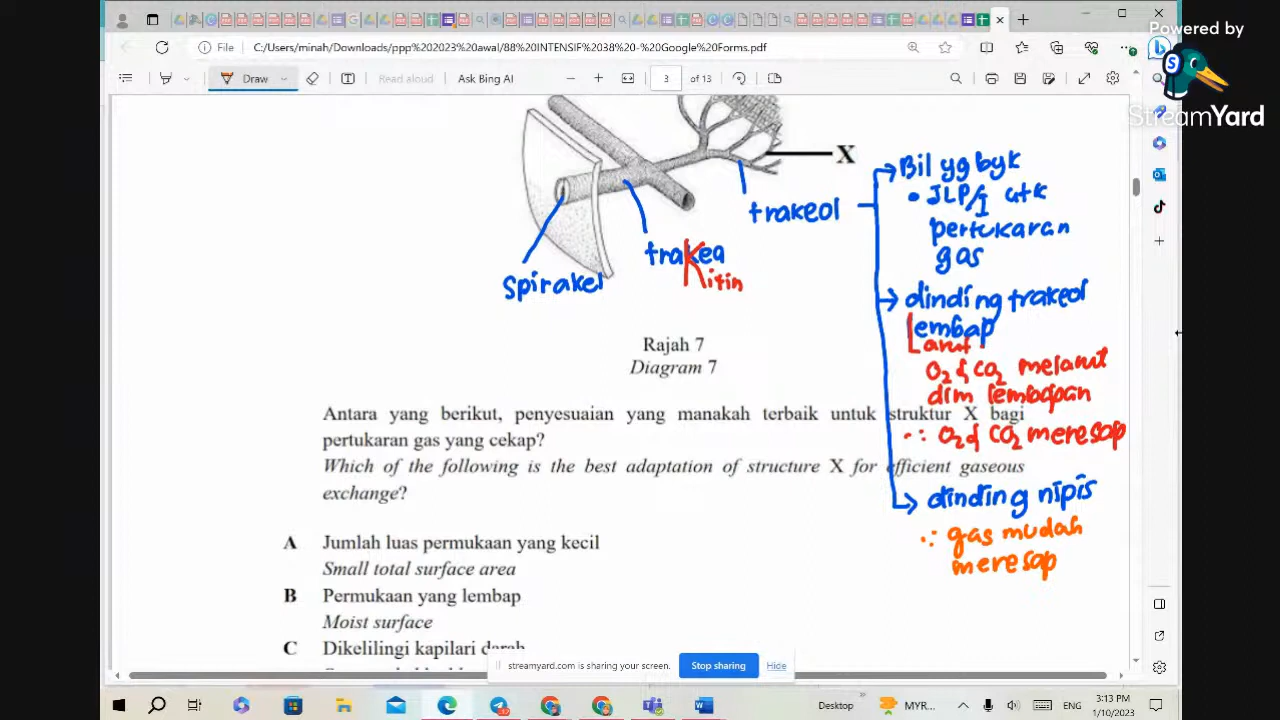 Powered by
StreamYard
File
C:/Users/minah/Downloads/ppp%202023%20awal/88%20INTENSIF%2038%20-%20Google%20Forms.pdf
Draw
Read aloud
Ask Bing AI
3
of 13
X
Bil yg byk
• JLP/I utk
pertukaran
gas
trakeol
trakea
Kitin
Spirakel
dinding trakeol
lembap
Larut
O2 & CO2 melarut
dlm lembapan
∴ O2 & CO2 meresap
dinding nipis
∴ gas mudah
meresap
Rajah 7
Diagram 7
Antara yang berikut, penyesuaian yang manakah terbaik untuk struktur X bagi
pertukaran gas yang cekap?
Which of the following is the best adaptation of structure X for efficient gaseous
exchange?
A Jumlah luas permukaan yang kecil
Small total surface area
B Permukaan yang lembap
Moist surface
C Dikelilingi kapilari darah
streamyard.com is sharing your screen.
Stop sharing
Hide
Desktop
MYR...
3:13 PM
1/10/2023